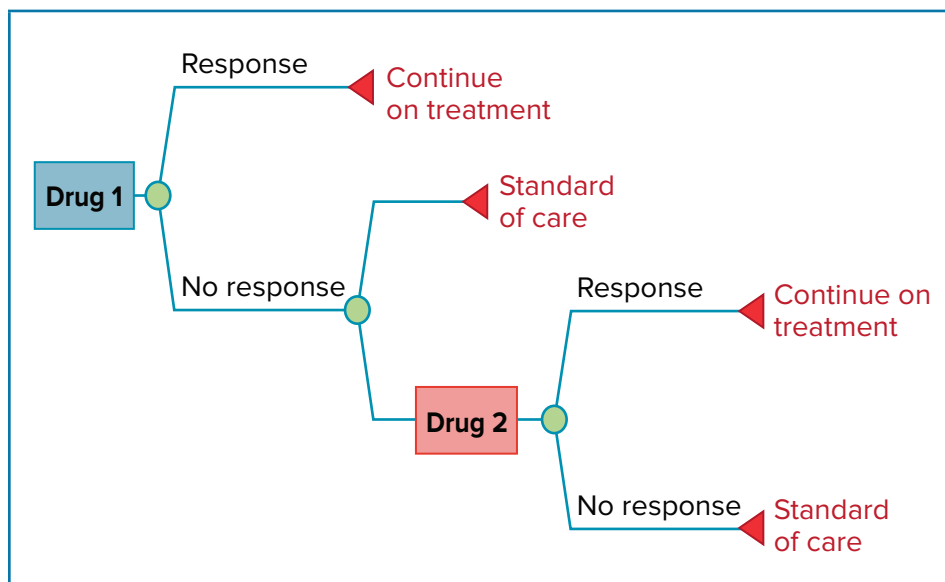 Response
Continue
on treatment
Drug 1
Standard
of care
No response
Response
Continue on
treatment
Drug 2
No response
Standard
of care